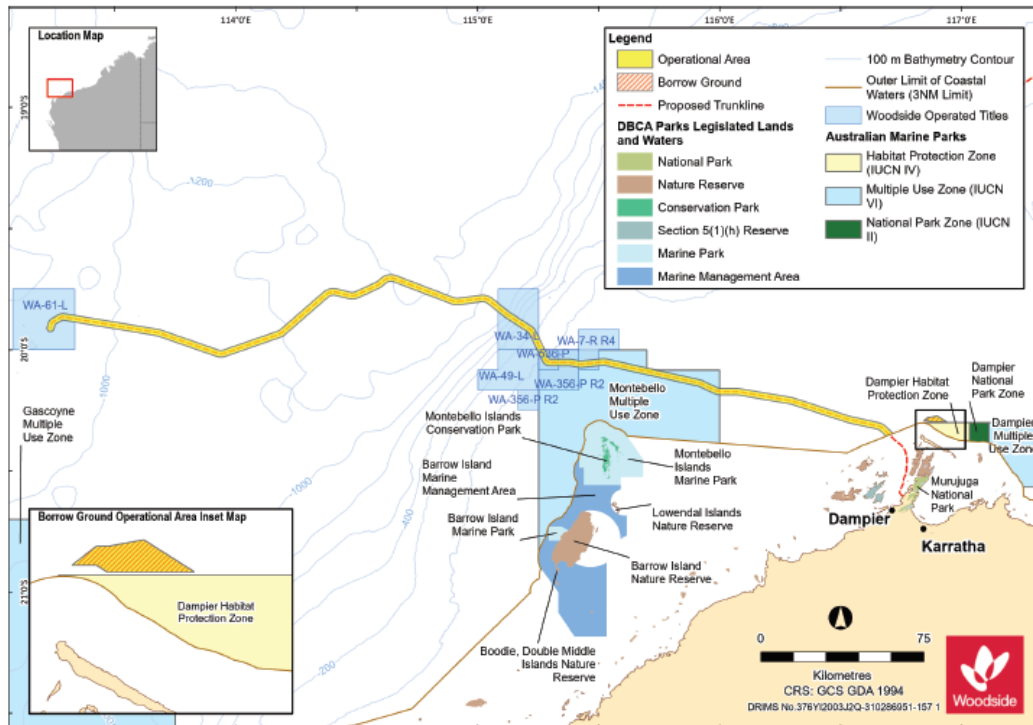 114°0'E
115°0'E
116°0'E
117°0'E
Location Map
19°0'S
20°0'S
21°0'S
Legend
Operational Area
Borrow Ground
Proposed Trunkline
DBCA Parks Legislated Lands
and Waters
National Park
Nature Reserve
Conservation Park
Section 5(1)(h) Reserve
Marine Park
Marine Management Area
100 m Bathymetry Contour
Outer Limit of Coastal
Waters (3NM Limit)
Woodside Operated Titles
Australian Marine Parks
Habitat Protection Zone
(IUCN IV)
Multiple Use Zone (IUCN
VI)
National Park Zone (IUCN
II)
1200
1000
1000
400
200
WA-61-L
WA-34-L
WA-7-R R4
WA-536-P
WA-49-L
WA-356-P R2
WA-356-P R2
Gascoyne
Multiple
Use Zone
Montebello
Multiple
Use Zone
Montebello Islands
Conservation Park
Barrow Island
Marine
Management Area
Barrow Island
Marine Park
Montebello
Islands
Marine Park
Lowendal Islands
Nature Reserve
Barrow Island
Nature Reserve
Boodie, Double Middle
Islands Nature
Reserve
Dampier Habitat
Protection Zone
Dampier
National
Park Zone
Dampier
Multiple
Use Zone
Murujuga
National
Park
Dampier
Karratha
Borrow Ground Operational Area Inset Map
Dampier Habitat
Protection Zone
0
75
Kilometres
CRS: GCS GDA 1994
DRIMS No.376YI2003J2Q-310286951-157 1
Woodside